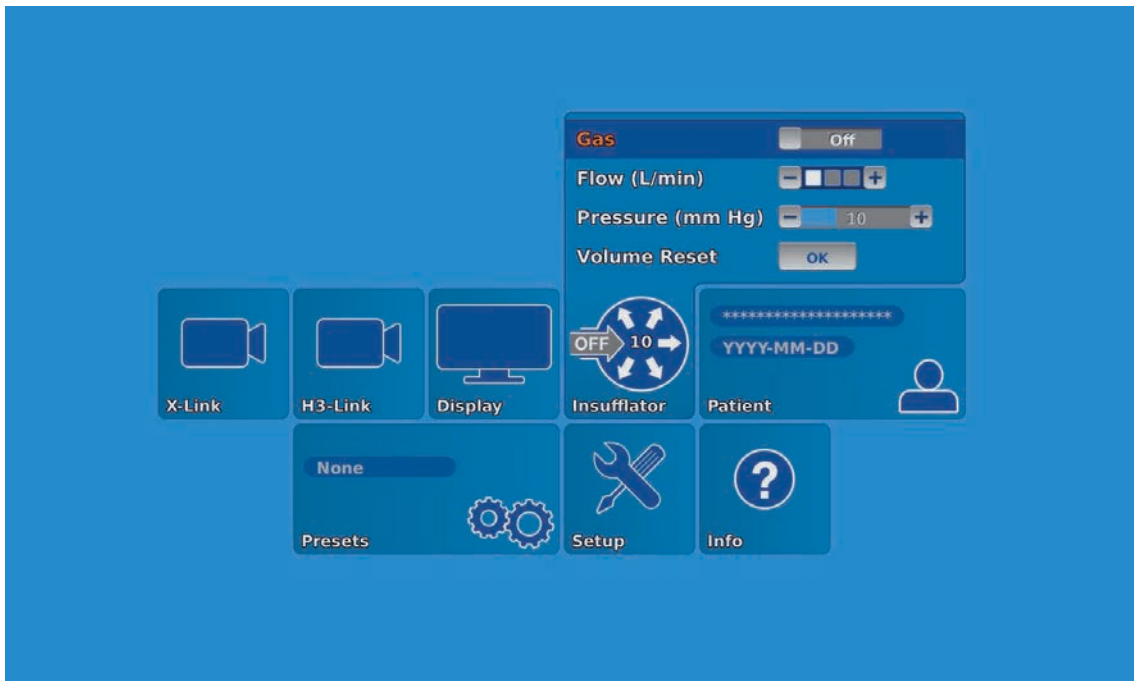 Gas Off
Flow (L/min) - +
Pressure (mm Hg) - 10 +
Volume Reset OK
OFF 10
********************
YYYY-MM-DD
X-Link H3-Link Display Insufflator Patient
None
?
Presets Setup Info